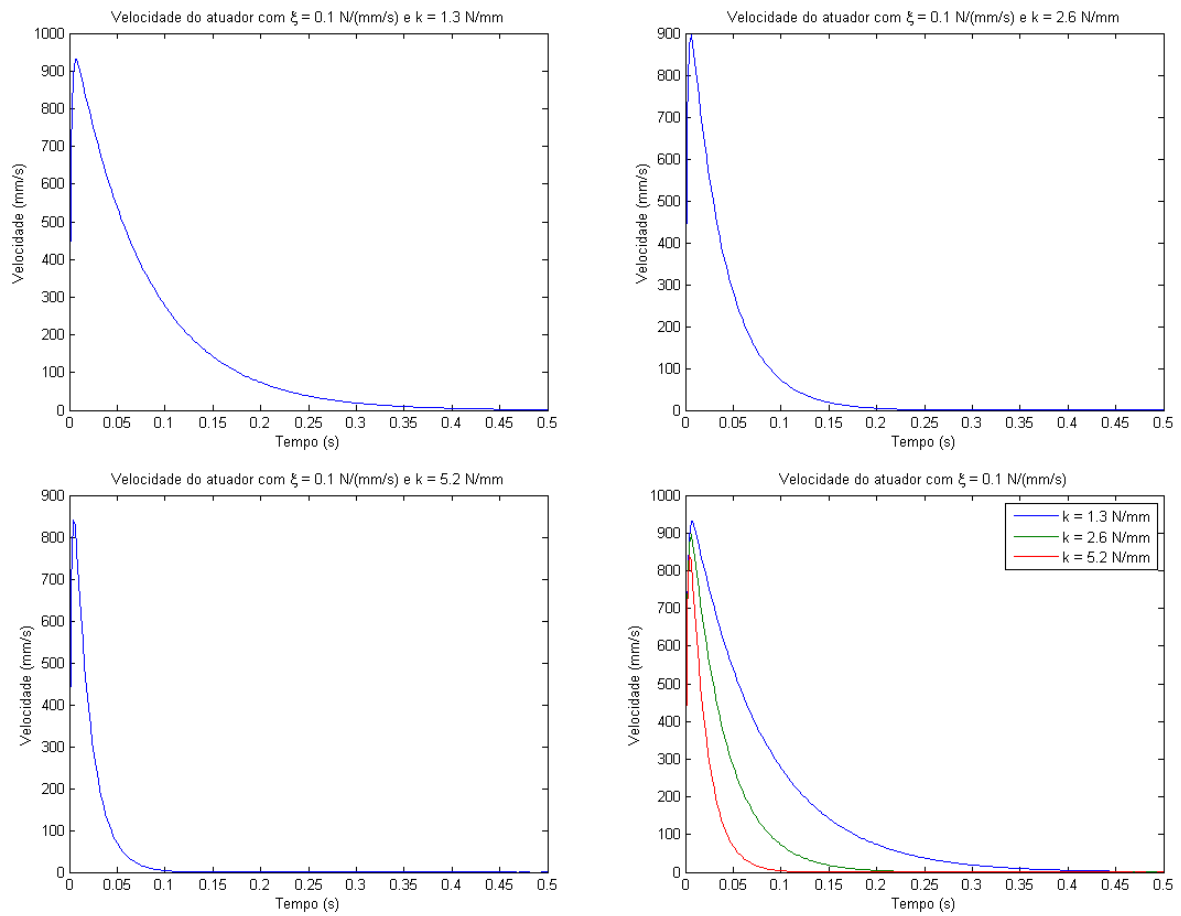 Velocidade do atuador com ξ = 0.1 N/(mm/s) e k = 1.3 N/mm
1000
900
800
700
600
500
400
300
200
100
0
Velocidade (mm/s)
0 0.05 0.1 0.15 0.2 0.25 0.3 0.35 0.4 0.45 0.5
Tempo (s)
Velocidade do atuador com ξ = 0.1 N/(mm/s) e k = 2.6 N/mm
900
800
700
600
500
400
300
200
100
0
Velocidade (mm/s)
0 0.05 0.1 0.15 0.2 0.25 0.3 0.35 0.4 0.45 0.5
Tempo (s)
Velocidade do atuador com ξ = 0.1 N/(mm/s) e k = 5.2 N/mm
900
800
700
600
500
400
300
200
100
0
Velocidade (mm/s)
0 0.05 0.1 0.15 0.2 0.25 0.3 0.35 0.4 0.45 0.5
Tempo (s)
Velocidade do atuador com ξ = 0.1 N/(mm/s)
1000
900
800
700
600
500
400
300
200
100
0
Velocidade (mm/s)
k = 1.3 N/mm
k = 2.6 N/mm
k = 5.2 N/mm
0 0.05 0.1 0.15 0.2 0.25 0.3 0.35 0.4 0.45 0.5
Tempo (s)